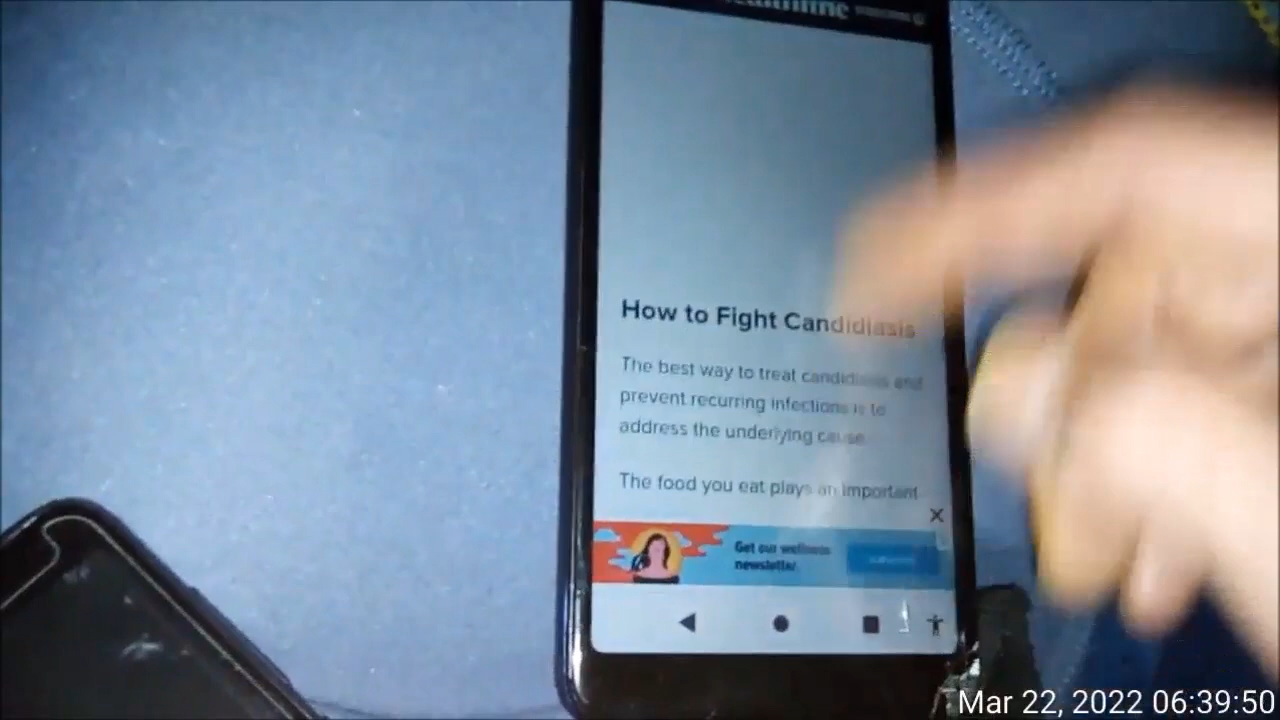 How to Fight Candidiasis
The best way to treat candidiasis and
prevent recurring infections is to
address the underlying cause.
The food you eat plays an important
Get our wellness
newsletter
Mar 22, 2022 06:39:50